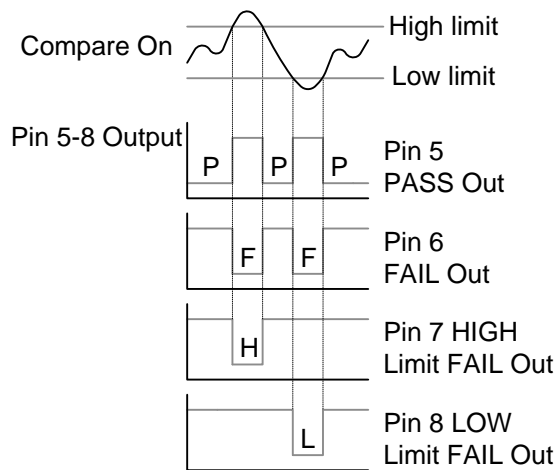 High limit
Compare On
Low limit
Pin 5-8 Output
P P P
Pin 5
PASS Out
F F
Pin 6
FAIL Out
H
Pin 7 HIGH
Limit FAIL Out
L
Pin 8 LOW
Limit FAIL Out